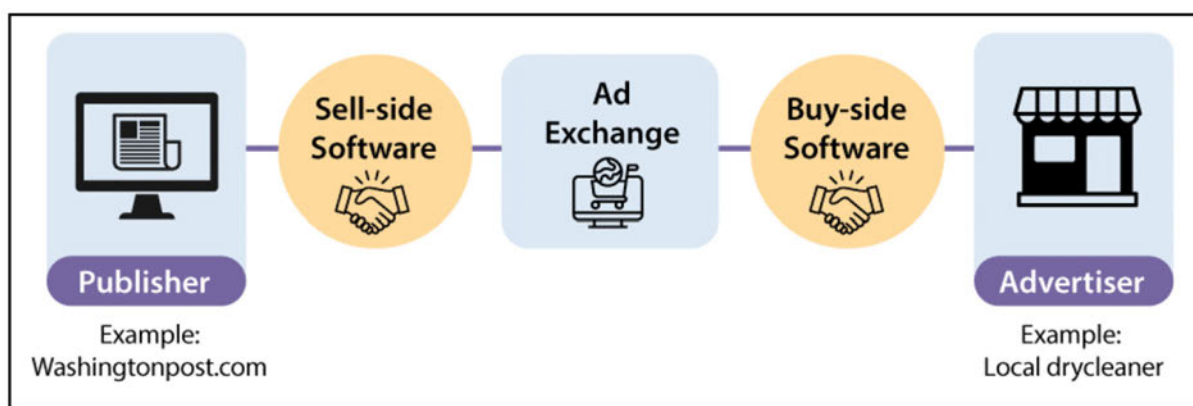 Sell-side
Software
Ad
Exchange
Buy-side
Software
Publisher
Advertiser
Example:
Washingtonpost.com
Example:
Local drycleaner